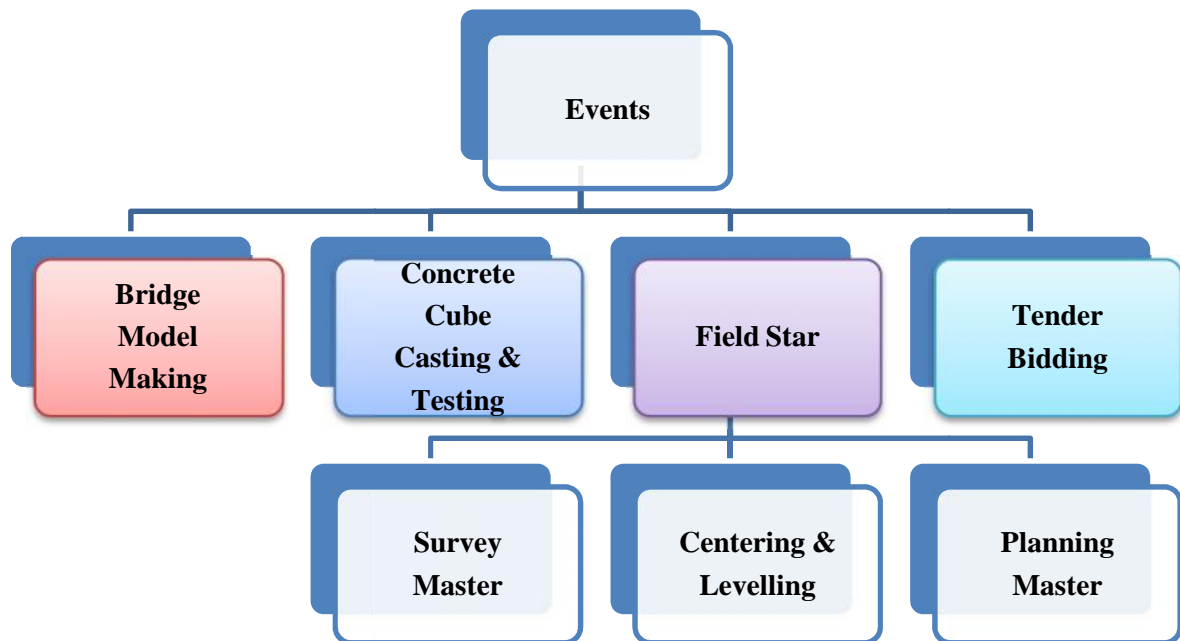 Events
Bridge
Model
Making
Concrete
Cube
Casting &
Testing
Field Star
Tender
Bidding
Survey
Master
Centering &
Levelling
Planning
Master